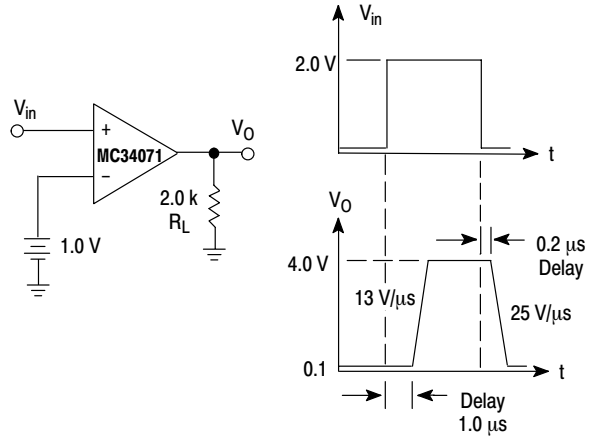 V_in
+
MC34071
−
V_O
2.0 k
R_L
1.0 V
V_in
2.0 V
t
V_O
4.0 V
13 V/μs
0.2 μs
Delay
25 V/μs
0.1
t
Delay
1.0 μs